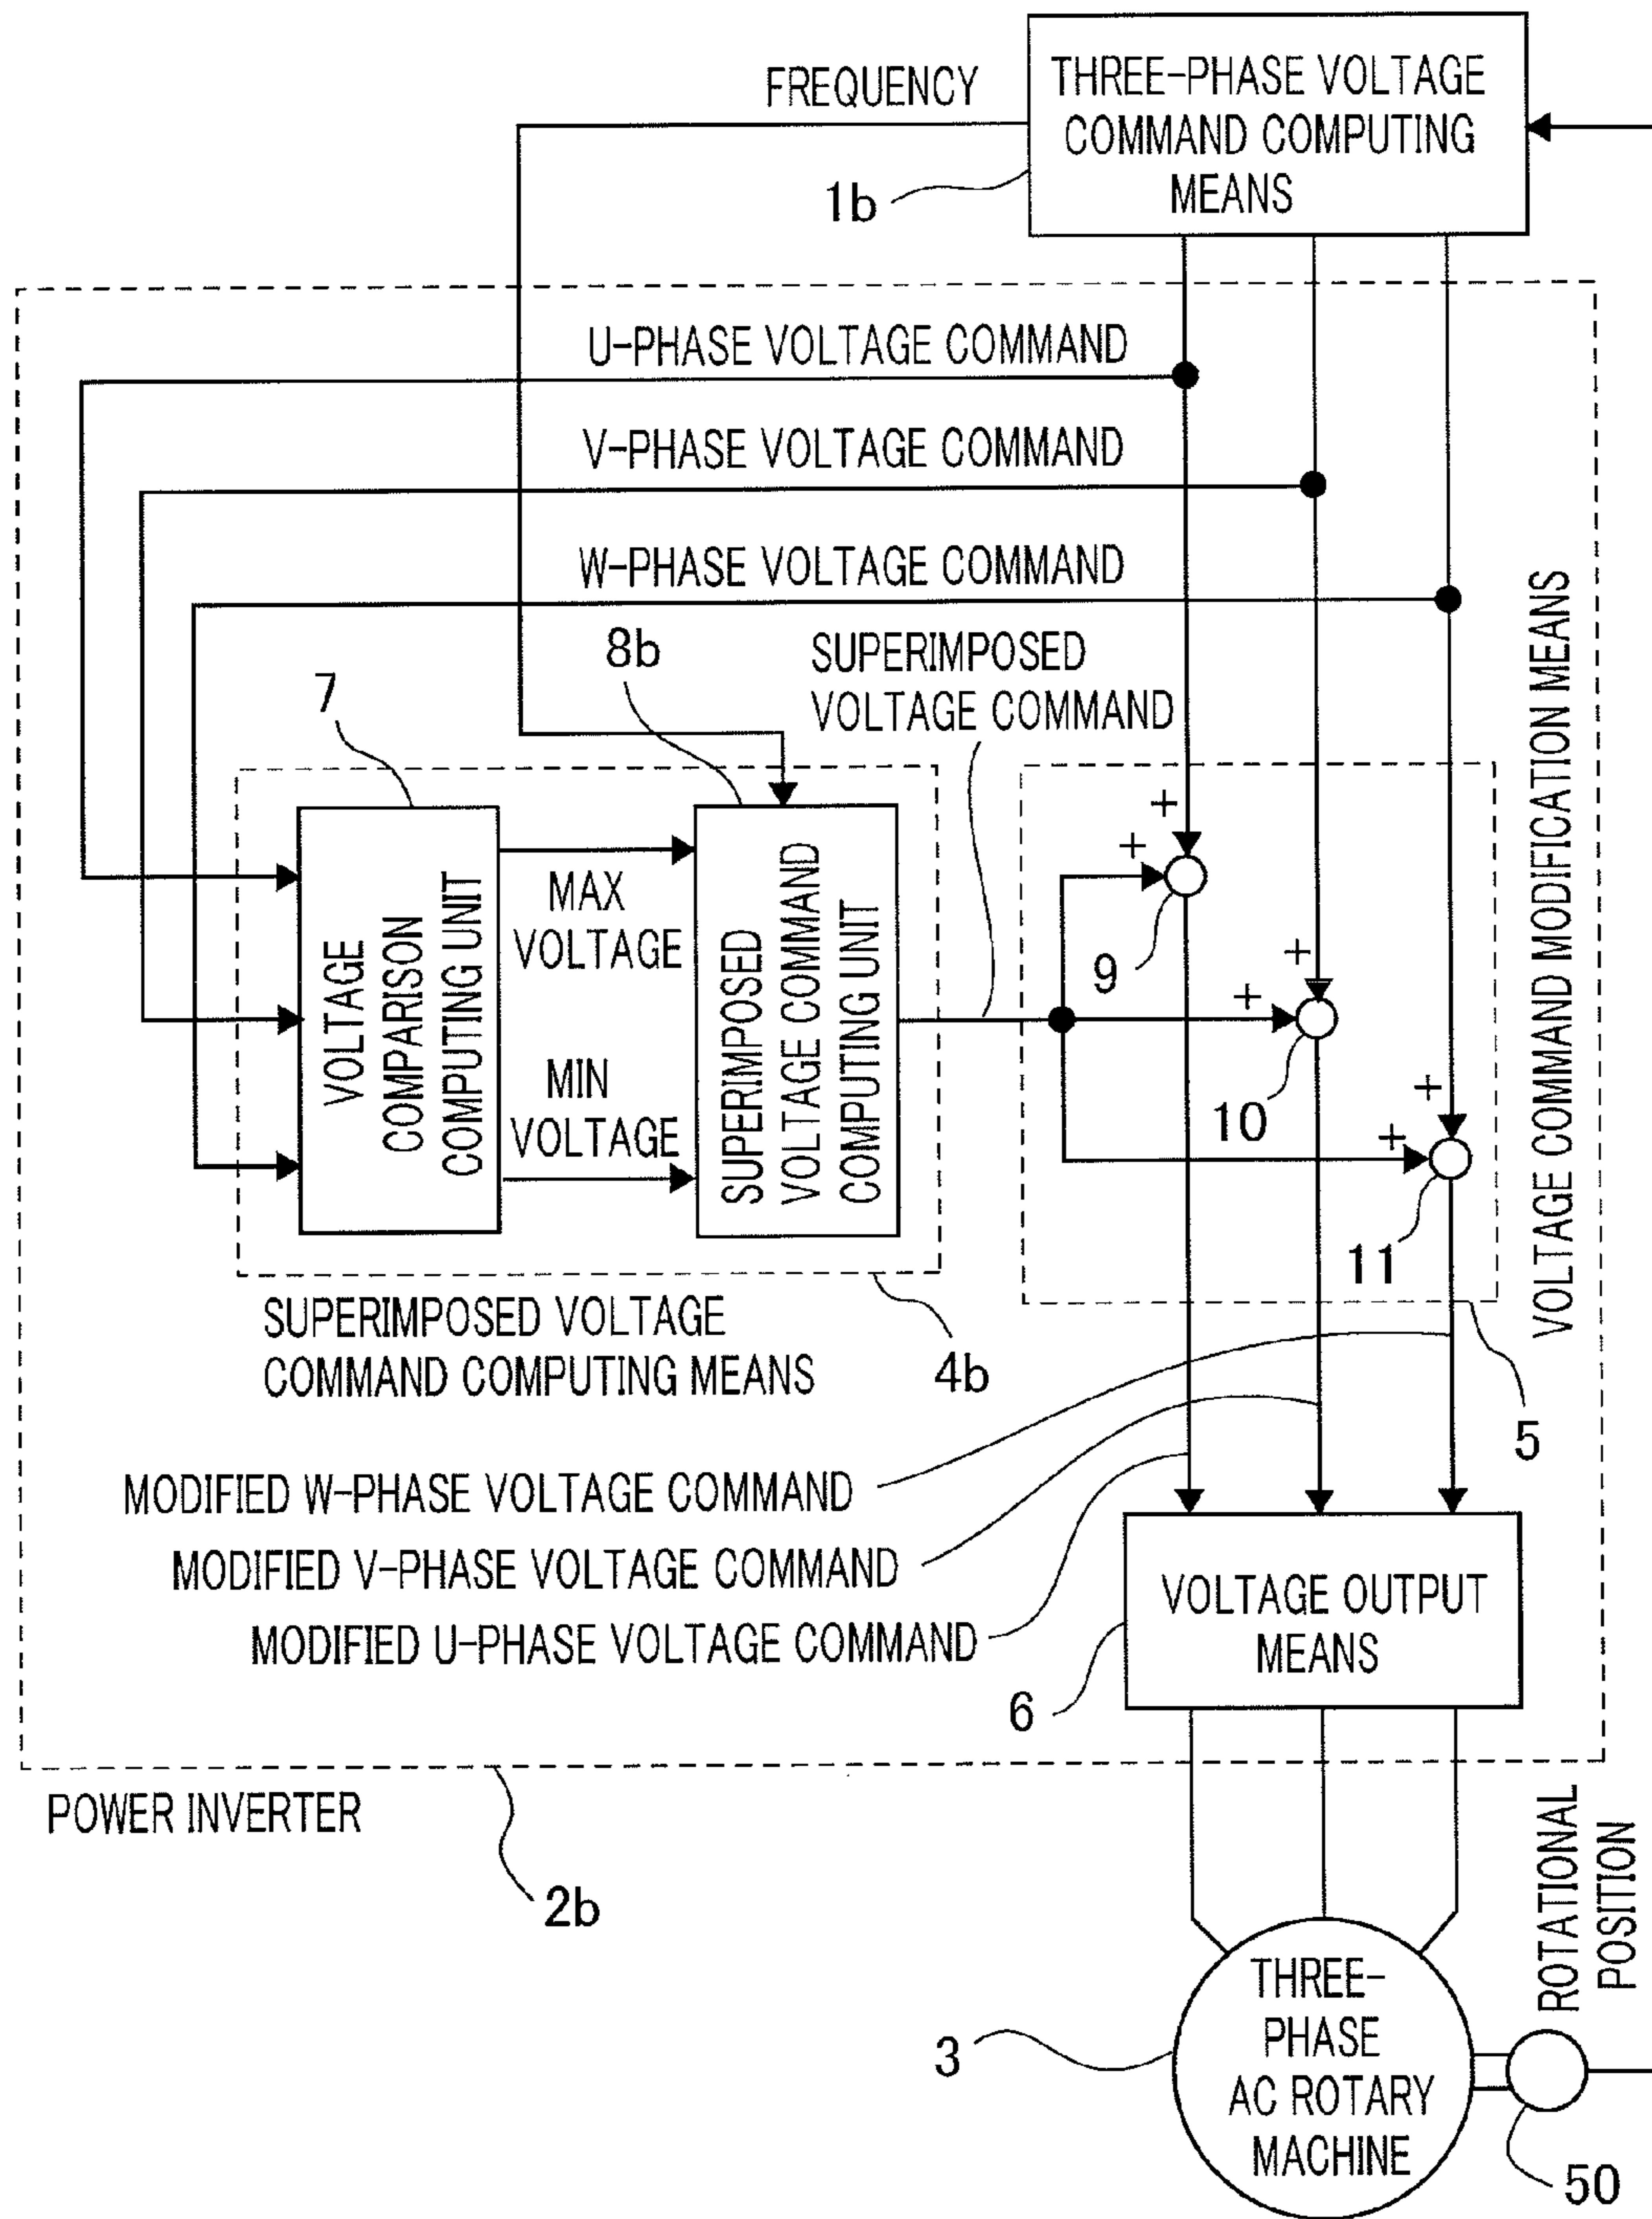 FREQUENCY
THREE-PHASE VOLTAGE
COMMAND COMPUTING
MEANS
1b
U-PHASE VOLTAGE COMMAND
V-PHASE VOLTAGE COMMAND
W-PHASE VOLTAGE COMMAND
8b
SUPERIMPOSED
VOLTAGE COMMAND
7
VOLTAGE
COMPARISON
COMPUTING UNIT
MAX
VOLTAGE
MIN
VOLTAGE
SUPERIMPOSED
VOLTAGE COMMAND
COMPUTING UNIT
+
+
9
+
+
10
+
+
11
VOLTAGE COMMAND MODIFICATION MEANS
SUPERIMPOSED VOLTAGE
COMMAND COMPUTING MEANS
4b
5
MODIFIED W-PHASE VOLTAGE COMMAND
MODIFIED V-PHASE VOLTAGE COMMAND
MODIFIED U-PHASE VOLTAGE COMMAND
VOLTAGE OUTPUT
MEANS
6
POWER INVERTER
2b
ROTATIONAL
POSITION
THREE-
PHASE
AC ROTARY
MACHINE
3
50